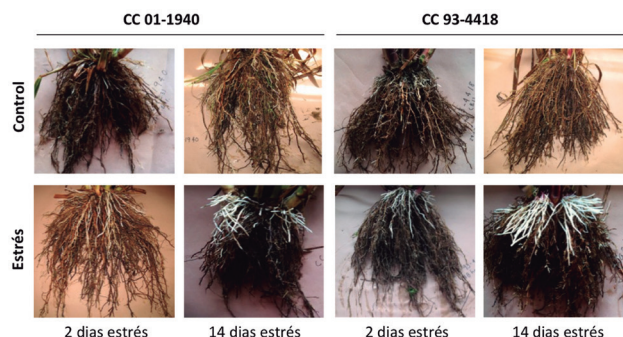 CC 01-1940
CC 93-4418
Control
Estrés
2 dias estrés
14 dias estrés
2 dias estrés
14 dias estrés